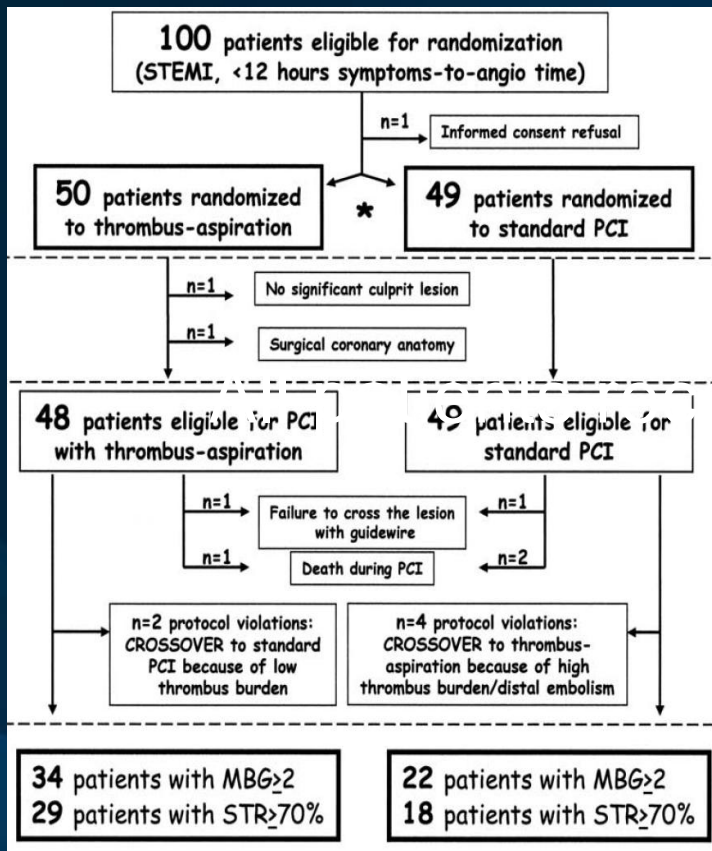 100 patients eligible for randomization
(STEMI, <12 hours symptoms-to-angio time)
n=1
Informed consent refusal
50 patients randomized
to thrombus-aspiration
*
49 patients randomized
to standard PCI
n=1
No significant culprit lesion
n=1
Surgical coronary anatomy
48 patients eligible for PCI
with thrombus-aspiration
49 patients eligible for
standard PCI
n=1
Failure to cross the lesion
with guidewire
n=1
n=1
Death during PCI
n=2
n=2 protocol violations:
CROSSOVER to standard
PCI because of low
thrombus burden
n=4 protocol violations:
CROSSOVER to thrombus-
aspiration because of high
thrombus burden/distal embolism
34 patients with MBG≥2
29 patients with STR≥70%
22 patients with MBG≥2
18 patients with STR≥70%